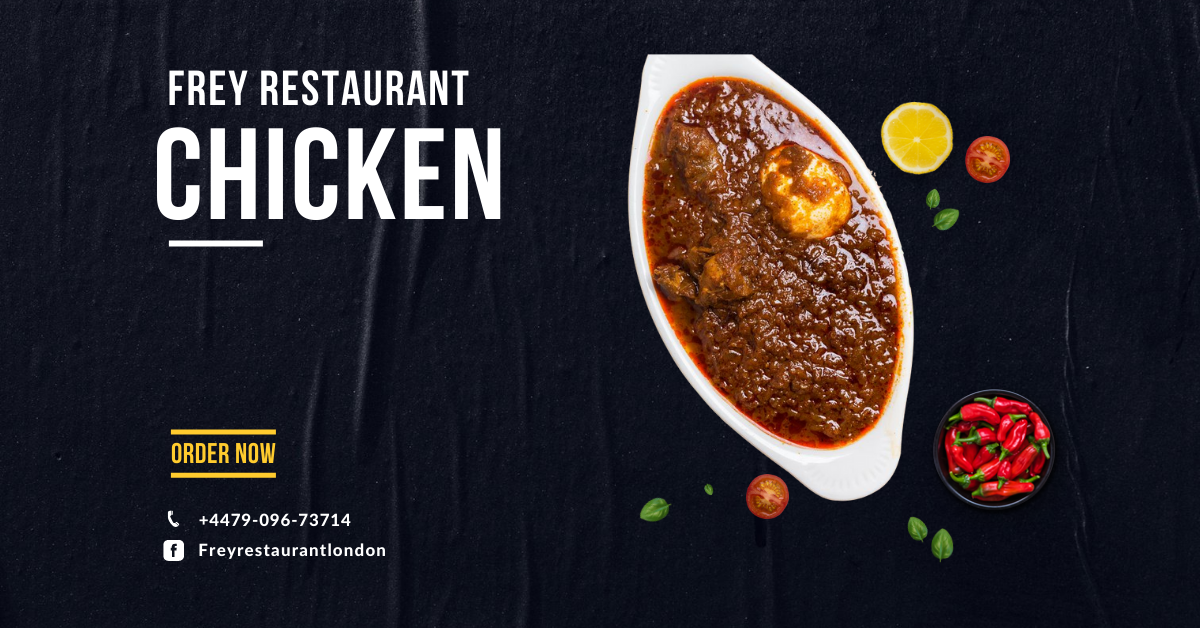 FREY RESTAURANT
CHICKEN
ORDER NOW
+4479-096-73714
Freyrestaurantlondon